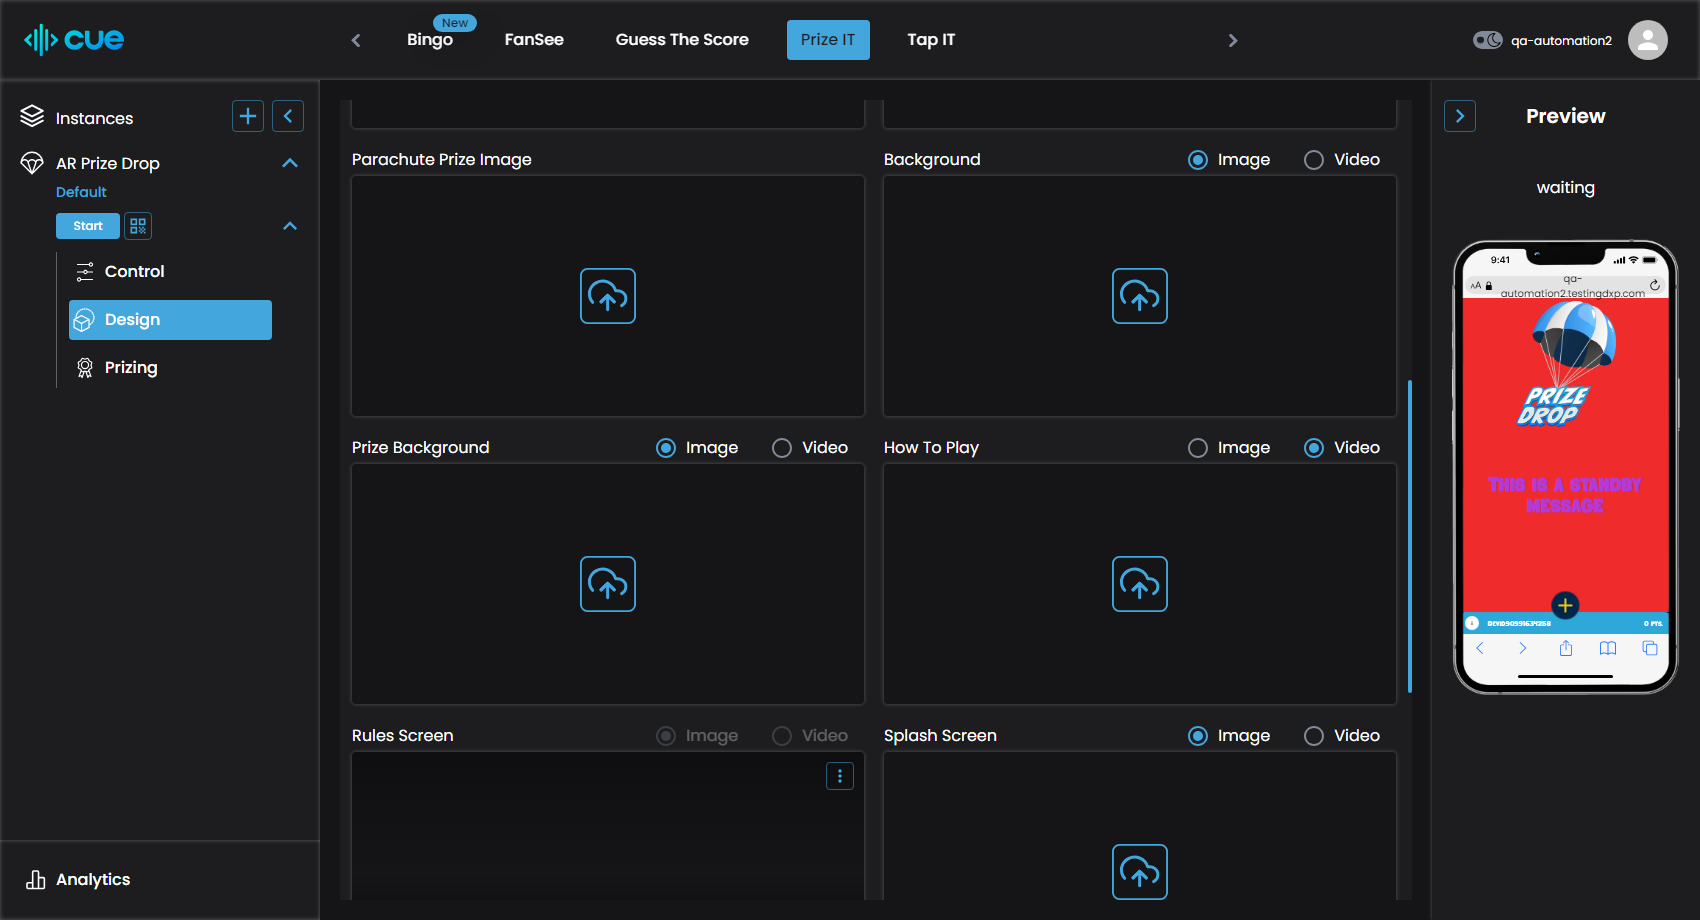 cue
New
Bingo
FanSee
Guess The Score
Prize IT
Tap IT
qa-automation2
Instances
AR Prize Drop
Default
Start
Control
Design
Prizing
Analytics
Parachute Prize Image
Background
Image
Video
Prize Background
Image
Video
How To Play
Image
Video
Rules Screen
Image
Video
Splash Screen
Image
Video
Preview
waiting
9:41
AA
qa-
automation2.testingdxp.com
PRIZE
DROP
THIS IS A STANDBY
MESSAGE
0 PTS.